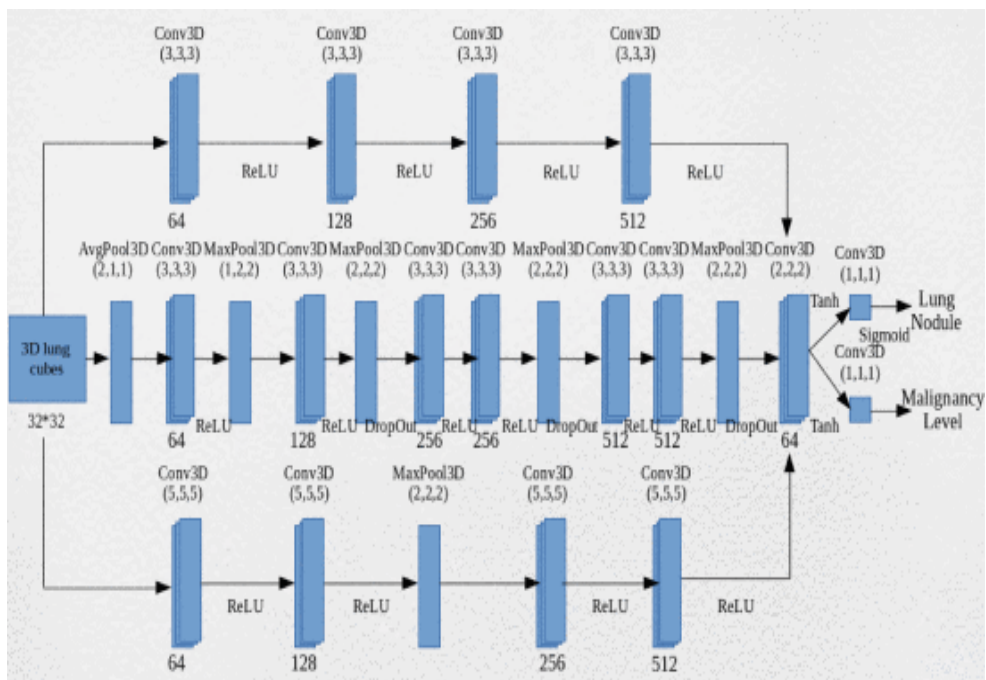 Conv3D Conv3D Conv3D Conv3D
(3,3,3) (3,3,3) (3,3,3) (3,3,3)
ReLU ReLU ReLU ReLU
64 128 256 512
AvgPool3D Conv3D MaxPool3D Conv3D MaxPool3D Conv3D Conv3D MaxPool3D Conv3D Conv3D MaxPool3D Conv3D Conv3D
(2,1,1) (3,3,3) (1,2,2) (3,3,3) (2,2,2) (3,3,3) (3,3,3) (2,2,2) (3,3,3) (3,3,3) (2,2,2) (2,2,2) (1,1,1)
Tanh Lung
Nodule
3D lung
cubes
Sigmoid
Conv3D
(1,1,1)
Malignancy
Level
32*32
ReLU ReLU DropOut ReLU ReLU DropOut ReLU ReLU DropOut Tanh
64 128 256 256 512 512 64
Conv3D Conv3D MaxPool3D Conv3D Conv3D
(5,5,5) (5,5,5) (2,2,2) (5,5,5) (5,5,5)
ReLU ReLU ReLU ReLU
64 128 256 512